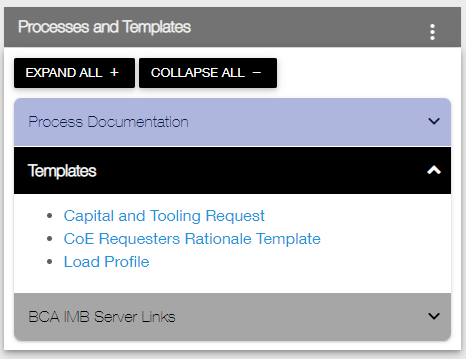 Processes and Templates
EXPAND ALL + COLLAPSE ALL −
Process Documentation
Templates
• Capital and Tooling Request
• CoE Requesters Rationale Template
• Load Profile
BCA IMB Server Links